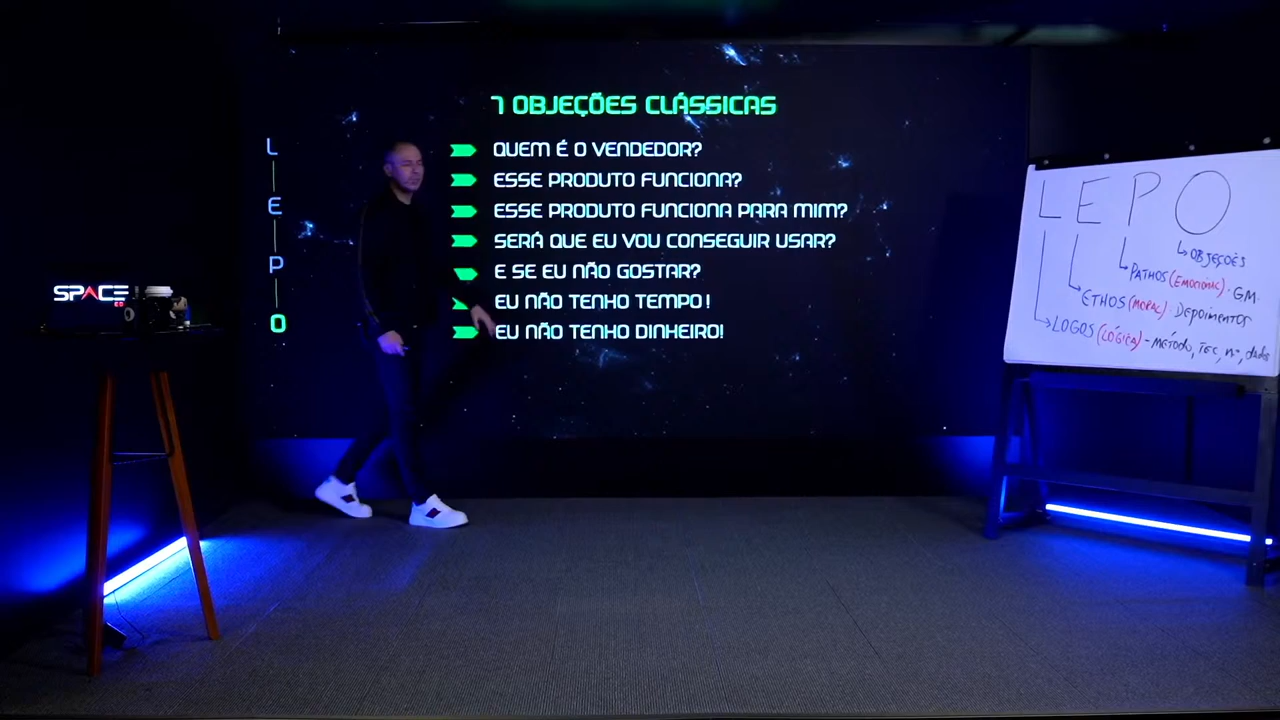 7 OBJEÇÕES CLÁSSICAS
QUEM É O VENDEDOR?
ESSE PRODUTO FUNCIONA?
ESSE PRODUTO FUNCIONA PARA MIM?
SERÁ QUE EU VOU CONSEGUIR USAR?
E SE EU NÃO GOSTAR?
EU NÃO TENHO TEMPO!
EU NÃO TENHO DINHEIRO!
L
E
P
O
SPACE
LEPO
OBJEÇÕES
PATHOS (EMOCIONAL) - GM.
ETHOS (MORAL) - DEPOIMENTOS
LOGOS (LÓGICA) - MÉTODO, TEC, Nº, dados